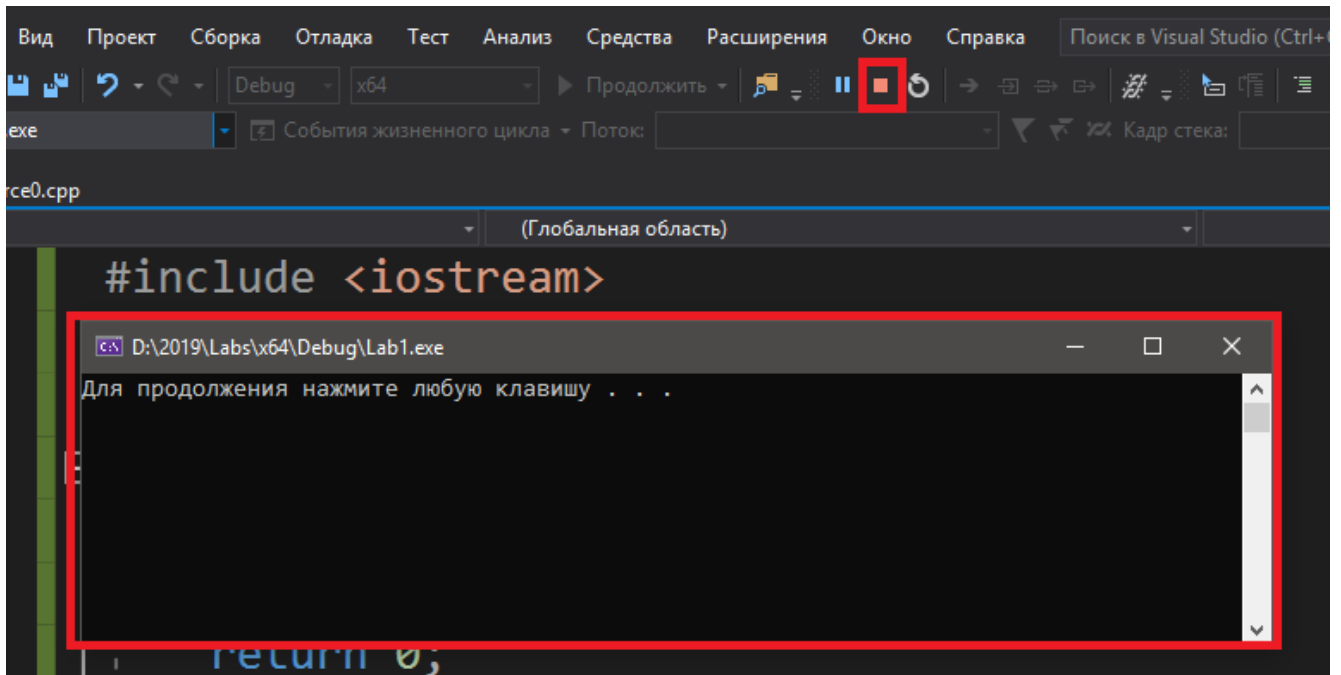 Вид Проект Сборка Отладка Тест Анализ Средства Расширения Окно Справка Поиск в Visual Studio (Ctrl+
Debug x64 Продолжить
.exe События жизненного цикла Поток: Кадр стека:
rce0.cpp
(Глобальная область)
#include <iostream>
D:\2019\Labs\x64\Debug\Lab1.exe
Для продолжения нажмите любую клавишу . . .
return 0;